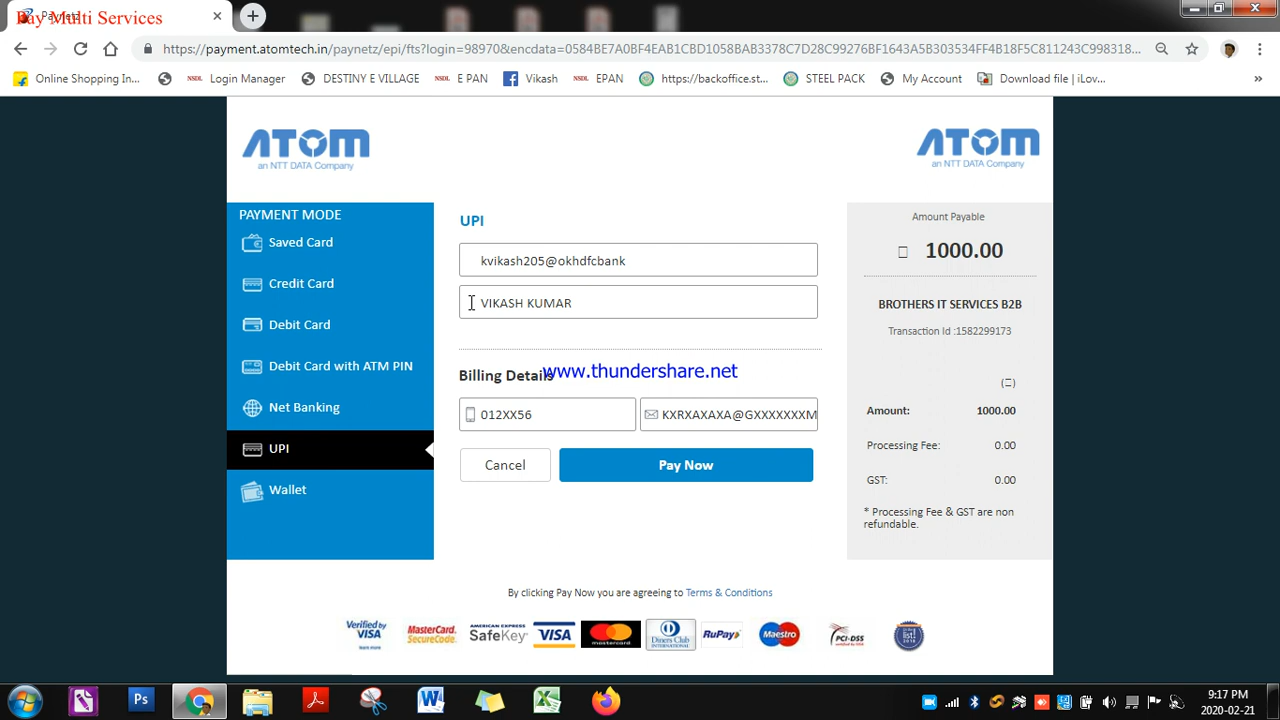 Pay Multi Services
https://payment.atomtech.in/paynetz/epi/fts?login=98970&encdata=0584BE7A0BF4EAB1CBD1058BAB3378C7D28C99276BF1643A5B303534FF4B18F5C811243C998318...
Online Shopping In... NSDL Login Manager DESTINY E VILLAGE NSDL E PAN Vikash NSDL EPAN https://backoffice.st... STEEL PACK My Account Download file | iLov... »
ATOM
an NTT DATA Company
ATOM
an NTT DATA Company
PAYMENT MODE
Saved Card
Credit Card
Debit Card
Debit Card with ATM PIN
Net Banking
UPI
Wallet
UPI
kvikash205@okhdfcbank
VIKASH KUMAR
www.thundershare.net
Billing Details
012XX56 KXRXAXAXA@GXXXXXXXM
Cancel Pay Now
Amount Payable
1000.00
BROTHERS IT SERVICES B2B
Transaction Id :1582299173
Amount: 1000.00
Processing Fee: 0.00
GST: 0.00
* Processing Fee & GST are non
refundable.
By clicking Pay Now you are agreeing to Terms & Conditions
Verified by
VISA
learn more
MasterCard.
SecureCode.
AMERICAN EXPRESS
SafeKey
VISA
mastercard
Diners Club
INTERNATIONAL
RuPay
Maestro
PCI-DSS
list!
Ps
9:17 PM
2020-02-21